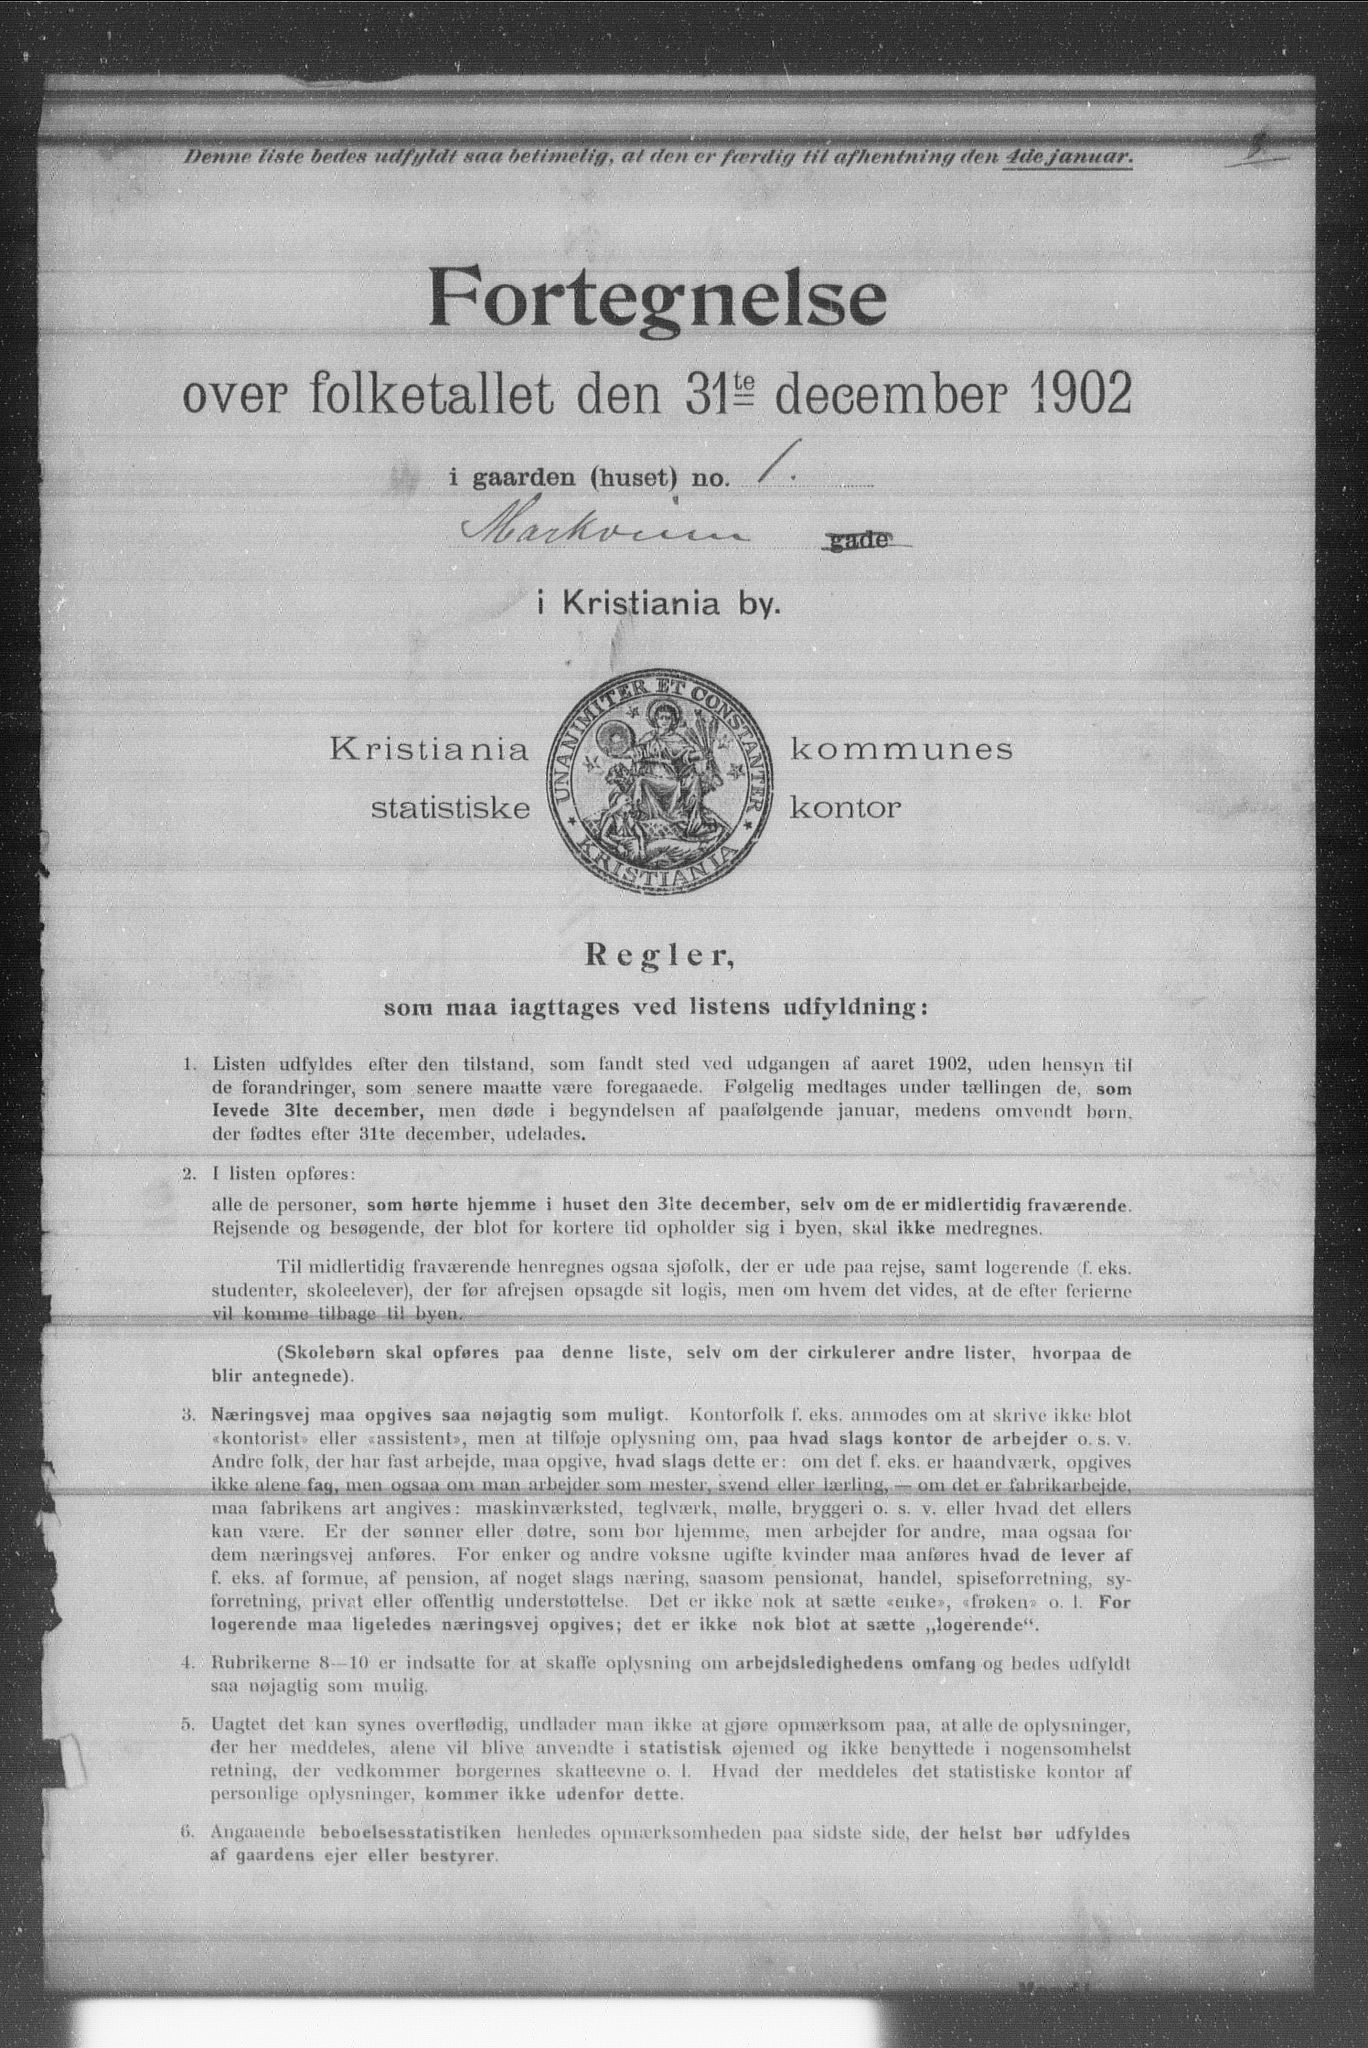 Denne liste bedes udfyldt saa betimelig, at den er færdig til afhentning den 4de januar.
Fortegnelse
over folketallet den 31te december 1902
i gaarden (huset) no. 1.
Markveien gade
i Kristiania by.
UNANIMITER ET CONSTANTER
KRISTIANIA
Kristiania kommunes
statistiske kontor
Regler,
som maa iagttages ved listens udfyldning:
1. Listen udfyldes efter den tilstand, som fandt sted ved udgangen af aaret 1902, uden hensyn til
de forandringer, som senere maatte være foregaaede. Følgelig medtages under tællingen de, som
levede 31te december, men døde i begyndelsen af paafølgende januar, medens omvendt børn,
der fødtes efter 31te december, udelades.
2. I listen opføres:
alle de personer, som hørte hjemme i huset den 31te december, selv om de er midlertidig fraværende.
Rejsende og besøgende, der blot for kortere tid opholder sig i byen, skal ikke medregnes.
Til midlertidig fraværende henregnes ogsaa sjøfolk, der er ude paa rejse, samt logerende (f. eks.
studenter, skoleelever), der før afrejsen opsagde sit logis, men om hvem det vides, at de efter ferierne
vil komme tilbage til byen.
(Skolebørn skal opføres paa denne liste, selv om der cirkulerer andre lister, hvorpaa de
blir antegnede).
3. Næringsvej maa opgives saa nøjagtig som muligt. Kontorfolk f. eks. anmodes om at skrive ikke blot
«kontorist» eller «assistent», men at tilføje oplysning om, paa hvad slags kontor de arbejder o. s. v.
Andre folk, der har fast arbejde, maa opgive, hvad slags dette er: om det f. eks. er haandværk, opgives
ikke alene fag, men ogsaa om man arbejder som mester, svend eller lærling, — om det er fabrikarbejde,
maa fabrikens art angives: maskinværksted, teglværk, mølle, bryggeri o. s. v. eller hvad det ellers
kan være. Er der sønner eller døtre, som bor hjemme, men arbejder for andre, maa ogsaa for
dem næringsvej anføres. For enker og andre voksne ugifte kvinder maa anføres hvad de lever af
f. eks. af formue, af pension, af noget slags næring, saasom pensionat, handel, spiseforretning, sy-
forretning, privat eller offentlig understøttelse. Det er ikke nok at sætte «enke», «frøken» o. l. For
logerende maa ligeledes næringsvej opgives; det er ikke nok blot at sætte „logerende“.
4. Rubrikerne 8—10 er indsatte for at skaffe oplysning om arbejdsledighedens omfang og bedes udfyldt
saa nøjagtig som mulig.
5. Uagtet det kan synes overflødig, undlader man ikke at gjøre opmærksom paa, at alle de oplysninger,
der her meddeles, alene vil blive anvendte i statistisk øjemed og ikke benyttede i nogensomhelst
retning, der vedkommer borgernes skatteevne o. l. Hvad der meddeles det statistiske kontor af
personlige oplysninger, kommer ikke udenfor dette.
6. Angaaende beboelsesstatistiken henledes opmærksomheden paa sidste side, der helst bør udfyldes
af gaardens ejer eller bestyrer.